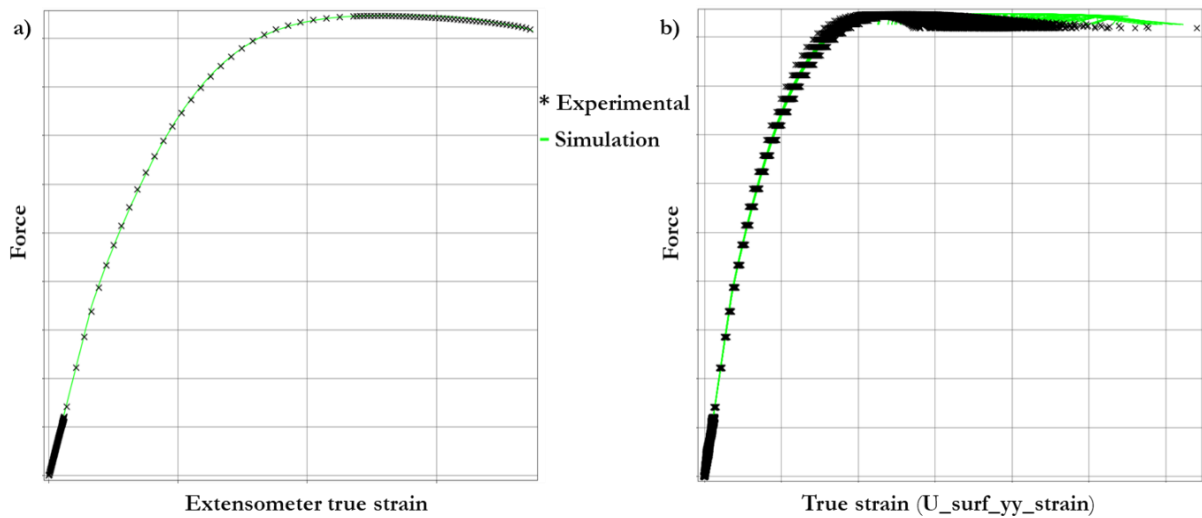 a)
Force
Extensometer true strain
* Experimental
- Simulation
b)
Force
True strain (U_surf_yy_strain)